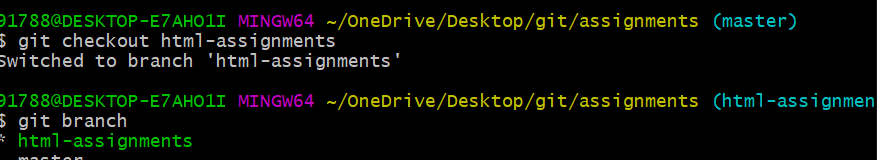 91788@DESKTOP-E7AHO1I MINGW64 ~/OneDrive/Desktop/git/assignments (master)
$ git checkout html-assignments
Switched to branch 'html-assignments'
91788@DESKTOP-E7AHO1I MINGW64 ~/OneDrive/Desktop/git/assignments (html-assignmen
$ git branch
* html-assignments
master